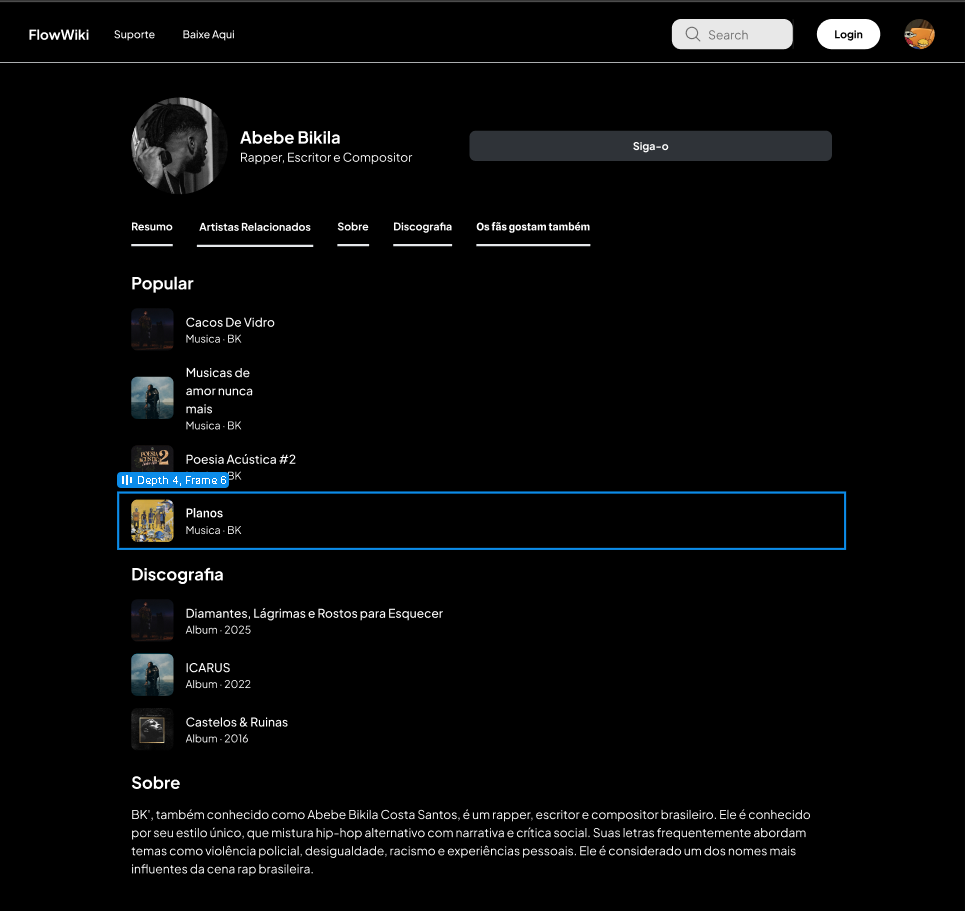 FlowWiki Suporte Baixe Aqui Search Login
Abebe Bikila
Rapper, Escritor e Compositor
Siga-o
Resumo Artistas Relacionados Sobre Discografia Os fãs gostam também
Popular
Cacos De Vidro
Musica · BK
Musicas de
amor nunca
mais
Musica · BK
POESIA
ACÚSTICA
2
Poesia Acústica #2
BK
Depth 4, Frame 6
Planos
Musica · BK
Discografia
Diamantes, Lágrimas e Rostos para Esquecer
Album · 2025
ICARUS
Album · 2022
Castelos & Ruinas
Album · 2016
Sobre
BK', também conhecido como Abebe Bikila Costa Santos, é um rapper, escritor e compositor brasileiro. Ele é conhecido
por seu estilo único, que mistura hip-hop alternativo com narrativa e crítica social. Suas letras frequentemente abordam
temas como violência policial, desigualdade, racismo e experiências pessoais. Ele é considerado um dos nomes mais
influentes da cena rap brasileira.